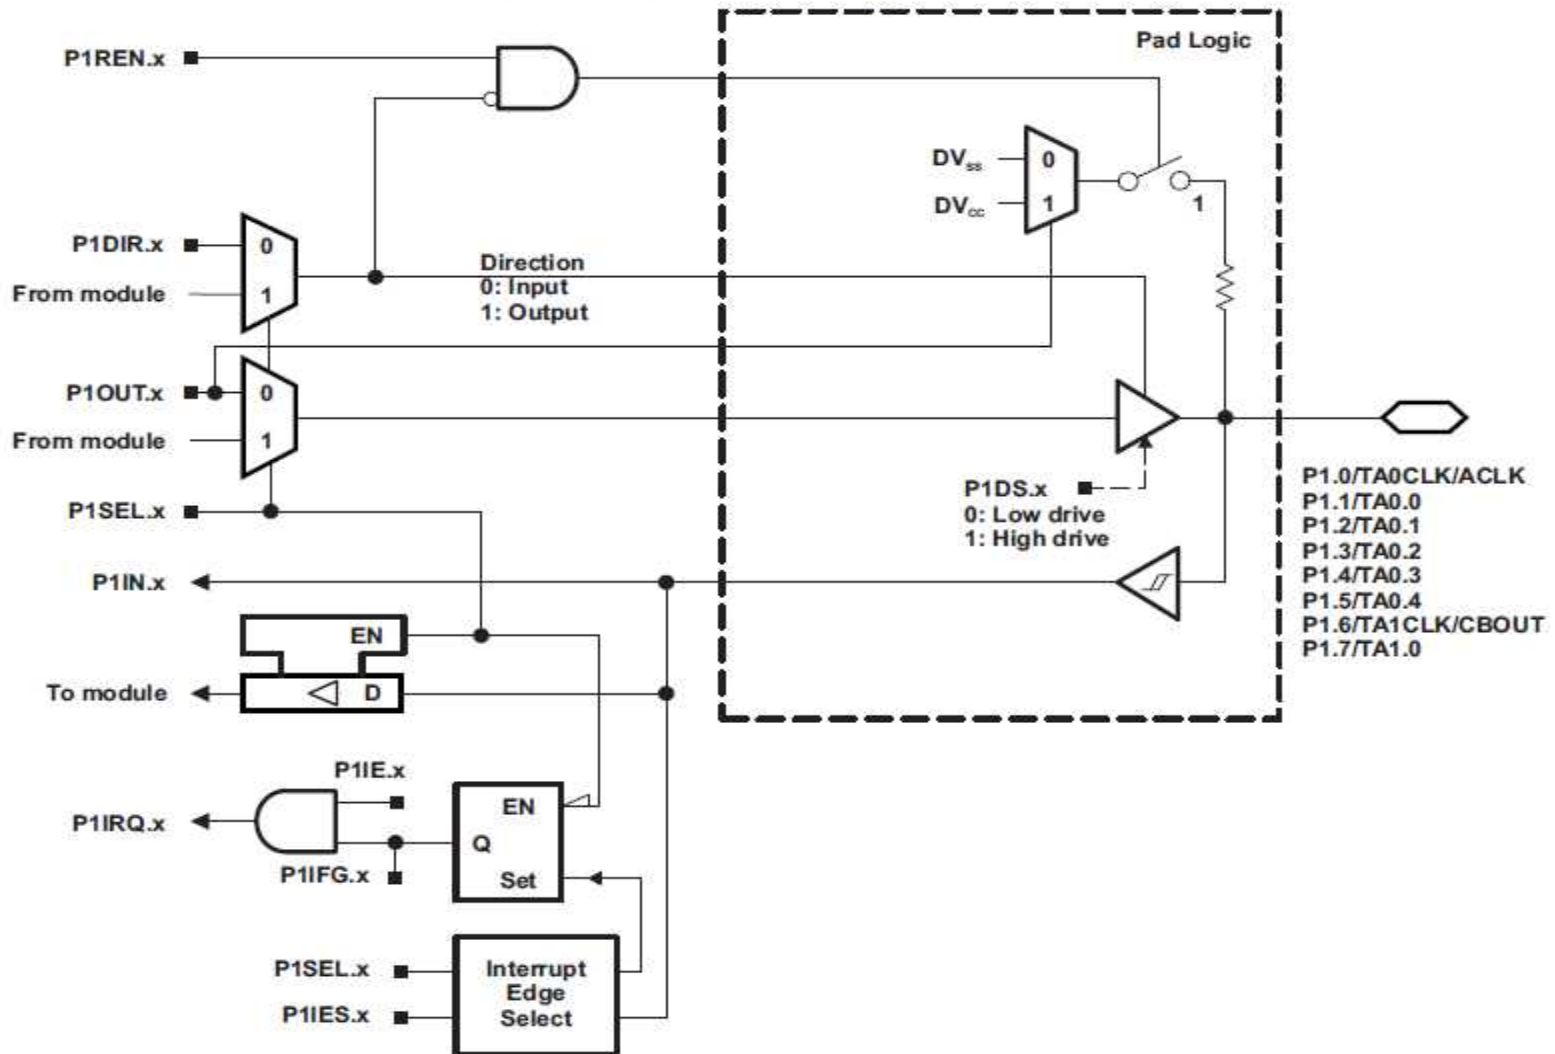 Pad Logic
P1REN.x
DVss
0
DVcc
1
1
P1DIR.x
0
From module
1
Direction
0: Input
1: Output
P1OUT.x
0
From module
1
P1SEL.x
P1DS.x
0: Low drive
1: High drive
P1.0/TA0CLK/ACLK
P1.1/TA0.0
P1.2/TA0.1
P1.3/TA0.2
P1.4/TA0.3
P1.5/TA0.4
P1.6/TA1CLK/CBOUT
P1.7/TA1.0
P1IN.x
EN
To module
D
P1IE.x
P1IRQ.x
EN
Q
P1IFG.x
Set
P1SEL.x
P1IES.x
Interrupt
Edge
Select